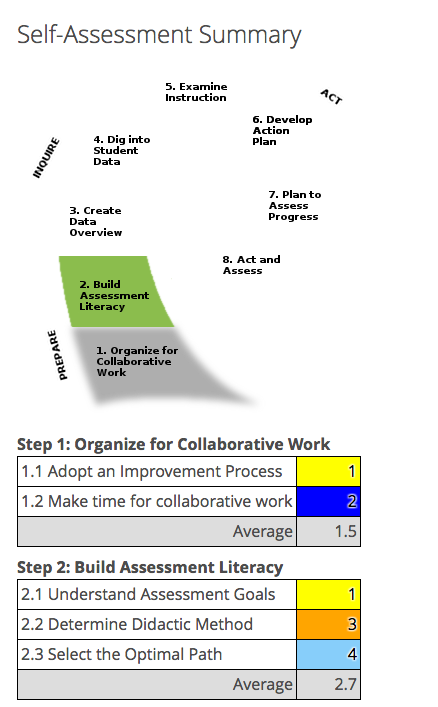 Self-Assessment Summary
5. Examine
Instruction
ACT
6. Develop
Action
Plan
INQUIRE
4. Dig into
Student
Data
7. Plan to
Assess
Progress
3. Create
Data
Overview
8. Act and
Assess
2. Build
Assessment
Literacy
PREPARE
1. Organize for
Collaborative
Work
Step 1: Organize for Collaborative Work
1.1 Adopt an Improvement Process 1
1.2 Make time for collaborative work 2
Average 1.5
Step 2: Build Assessment Literacy
2.1 Understand Assessment Goals 1
2.2 Determine Didactic Method 3
2.3 Select the Optimal Path 4
Average 2.7